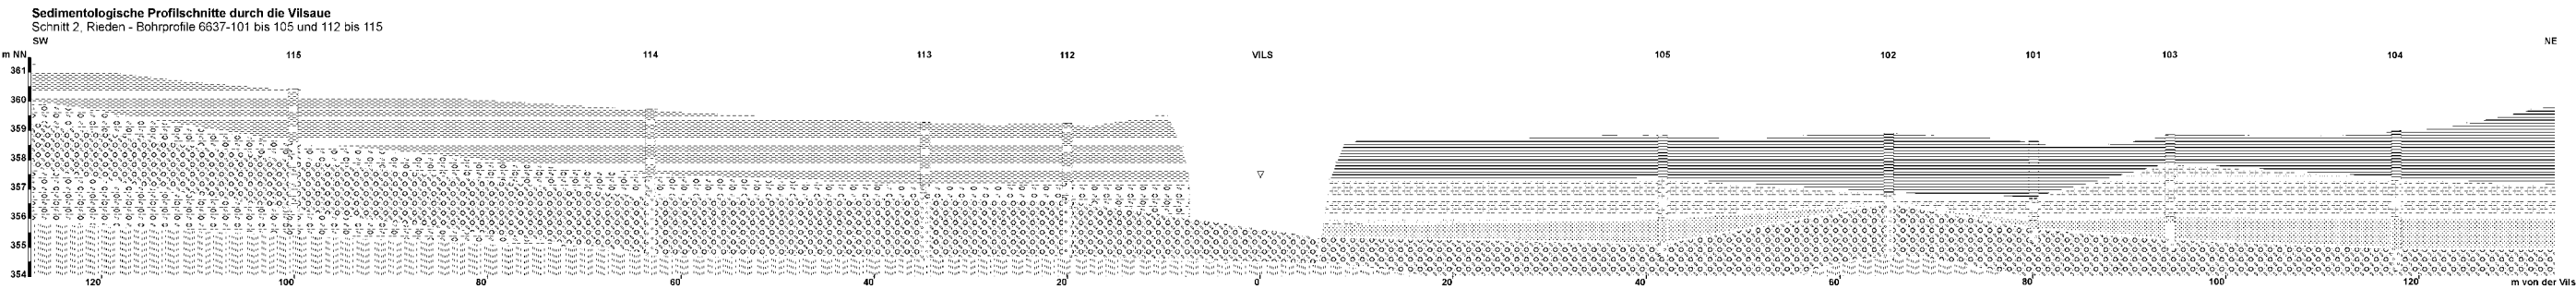 Sedimentologische Profilschnitte durch die Vilsaue
Schnitt 2, Rieden - Bohrprofile 6637-101 bis 105 und 112 bis 115
SW NE
m NN 115 114 113 112 VILS 105 102 101 103 104
361
360
359
358
357
356
355
354
120 100 80 60 40 20 0 20 40 60 80 100 120 m von der Vils